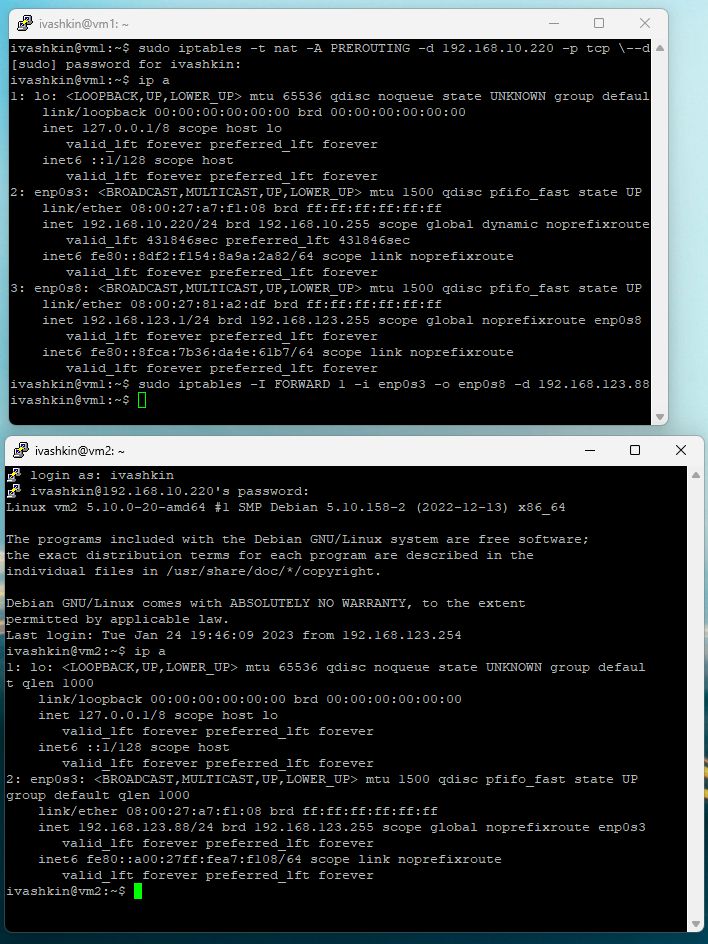 ivashkin@vm1: ~
ivashkin@vm1:~$ sudo iptables -t nat -A PREROUTING -d 192.168.10.220 -p tcp \--d
[sudo] password for ivashkin:
ivashkin@vm1:~$ ip a
1: lo: <LOOPBACK,UP,LOWER_UP> mtu 65536 qdisc noqueue state UNKNOWN group defaul
    link/loopback 00:00:00:00:00:00 brd 00:00:00:00:00:00
    inet 127.0.0.1/8 scope host lo
       valid_lft forever preferred_lft forever
    inet6 ::1/128 scope host
       valid_lft forever preferred_lft forever
2: enp0s3: <BROADCAST,MULTICAST,UP,LOWER_UP> mtu 1500 qdisc pfifo_fast state UP
    link/ether 08:00:27:a7:f1:08 brd ff:ff:ff:ff:ff:ff
    inet 192.168.10.220/24 brd 192.168.10.255 scope global dynamic noprefixroute
       valid_lft 431846sec preferred_lft 431846sec
    inet6 fe80::8df2:f154:8a9a:2a82/64 scope link noprefixroute
       valid_lft forever preferred_lft forever
3: enp0s8: <BROADCAST,MULTICAST,UP,LOWER_UP> mtu 1500 qdisc pfifo_fast state UP
    link/ether 08:00:27:81:a2:df brd ff:ff:ff:ff:ff:ff
    inet 192.168.123.1/24 brd 192.168.123.255 scope global noprefixroute enp0s8
       valid_lft forever preferred_lft forever
    inet6 fe80::8fca:7b36:da4e:61b7/64 scope link noprefixroute
       valid_lft forever preferred_lft forever
ivashkin@vm1:~$ sudo iptables -I FORWARD 1 -i enp0s3 -o enp0s8 -d 192.168.123.88
ivashkin@vm1:~$
ivashkin@vm2: ~
login as: ivashkin
ivashkin@192.168.10.220's password:
Linux vm2 5.10.0-20-amd64 #1 SMP Debian 5.10.158-2 (2022-12-13) x86_64
The programs included with the Debian GNU/Linux system are free software;
the exact distribution terms for each program are described in the
individual files in /usr/share/doc/*/copyright.
Debian GNU/Linux comes with ABSOLUTELY NO WARRANTY, to the extent
permitted by applicable law.
Last login: Tue Jan 24 19:46:09 2023 from 192.168.123.254
ivashkin@vm2:~$ ip a
1: lo: <LOOPBACK,UP,LOWER_UP> mtu 65536 qdisc noqueue state UNKNOWN group defaul
t qlen 1000
    link/loopback 00:00:00:00:00:00 brd 00:00:00:00:00:00
    inet 127.0.0.1/8 scope host lo
       valid_lft forever preferred_lft forever
    inet6 ::1/128 scope host
       valid_lft forever preferred_lft forever
2: enp0s3: <BROADCAST,MULTICAST,UP,LOWER_UP> mtu 1500 qdisc pfifo_fast state UP
group default qlen 1000
    link/ether 08:00:27:a7:f1:08 brd ff:ff:ff:ff:ff:ff
    inet 192.168.123.88/24 brd 192.168.123.255 scope global noprefixroute enp0s3
       valid_lft forever preferred_lft forever
    inet6 fe80::a00:27ff:fea7:f108/64 scope link noprefixroute
       valid_lft forever preferred_lft forever
ivashkin@vm2:~$